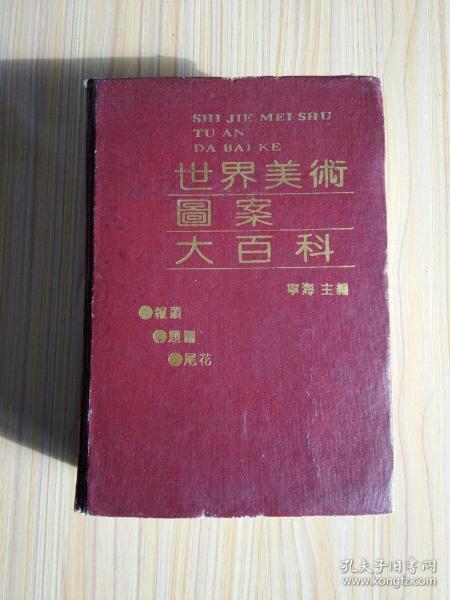 SHI JIE MEI SHU
TU AN
DA BAI KE
世界美術
圖案
大百科
寧海 主編
報頭
題圖
尾花
孔夫子旧书网
www.kongfz.com